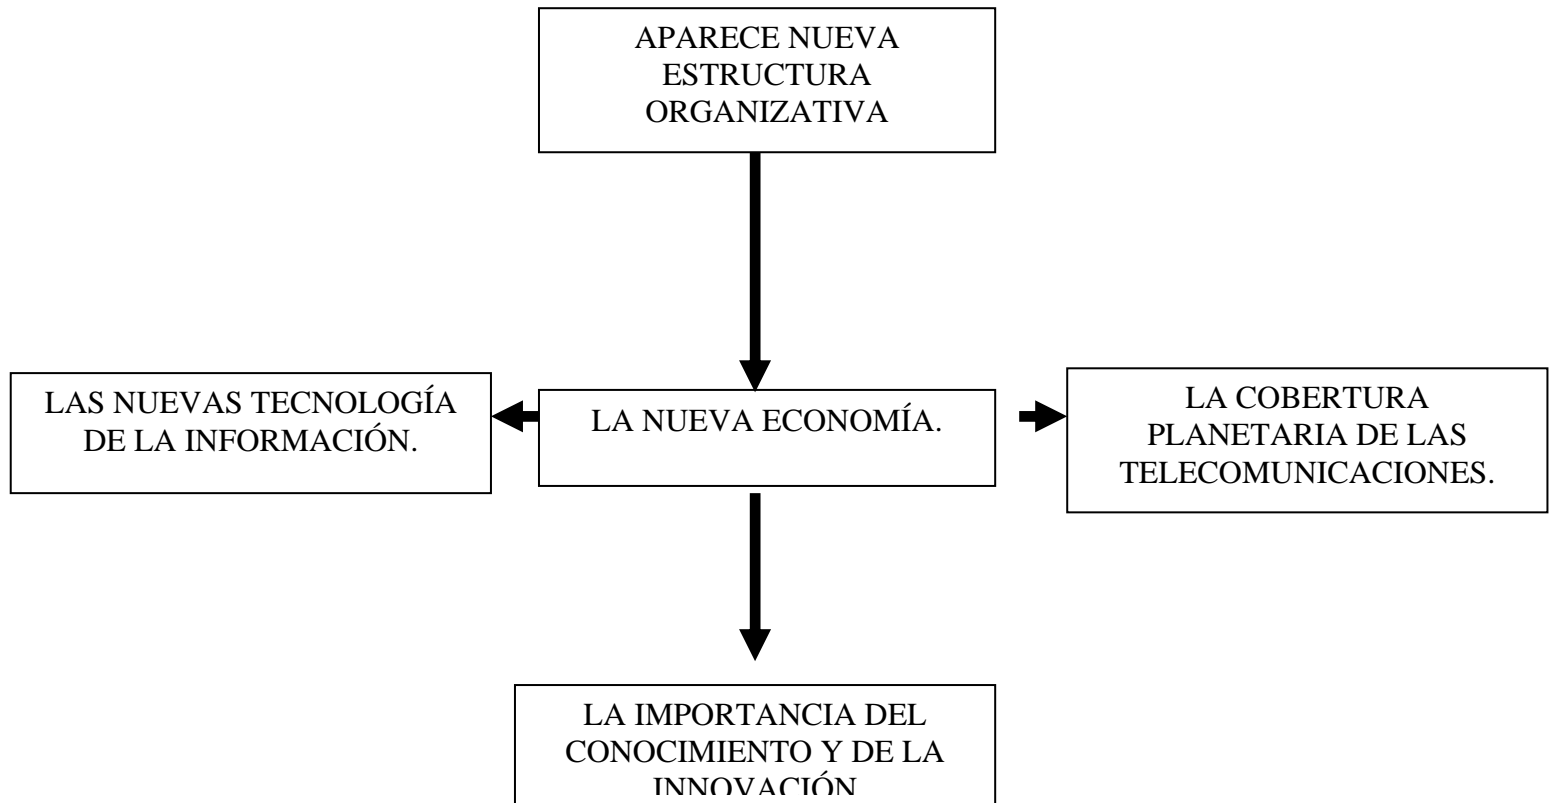 APARECE NUEVA
ESTRUCTURA
ORGANIZATIVA
LAS NUEVAS TECNOLOGÍA
DE LA INFORMACIÓN.
LA NUEVA ECONOMÍA.
LA COBERTURA
PLANETARIA DE LAS
TELECOMUNICACIONES.
LA IMPORTANCIA DEL
CONOCIMIENTO Y DE LA
INNOVACIÓN